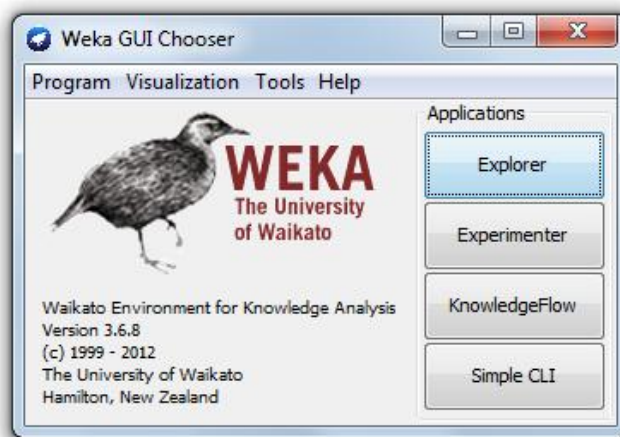 Weka GUI Chooser
Program Visualization Tools Help
WEKA
The University
of Waikato
Waikato Environment for Knowledge Analysis
Version 3.6.8
(c) 1999 - 2012
The University of Waikato
Hamilton, New Zealand
Applications
Explorer
Experimenter
KnowledgeFlow
Simple CLI